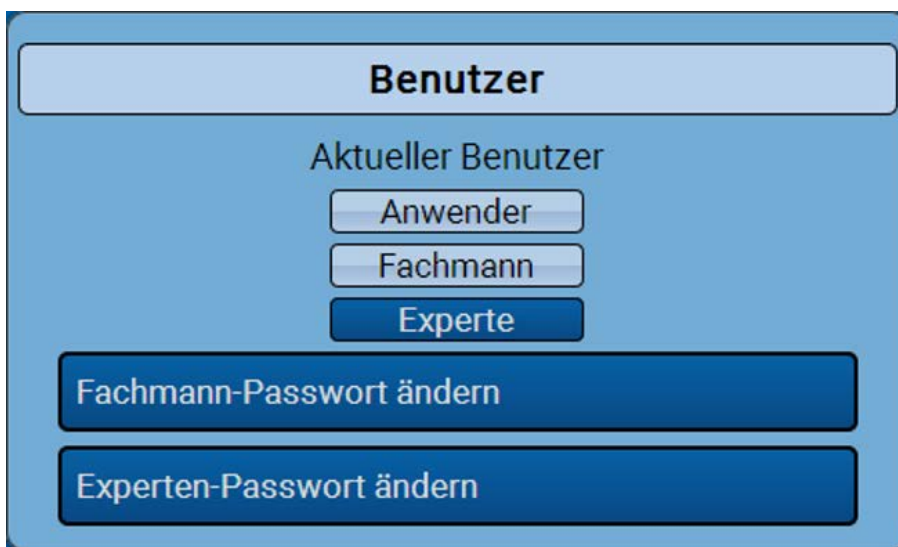 Benutzer
Aktueller Benutzer
Anwender
Fachmann
Experte
Fachmann-Passwort ändern
Experten-Passwort ändern